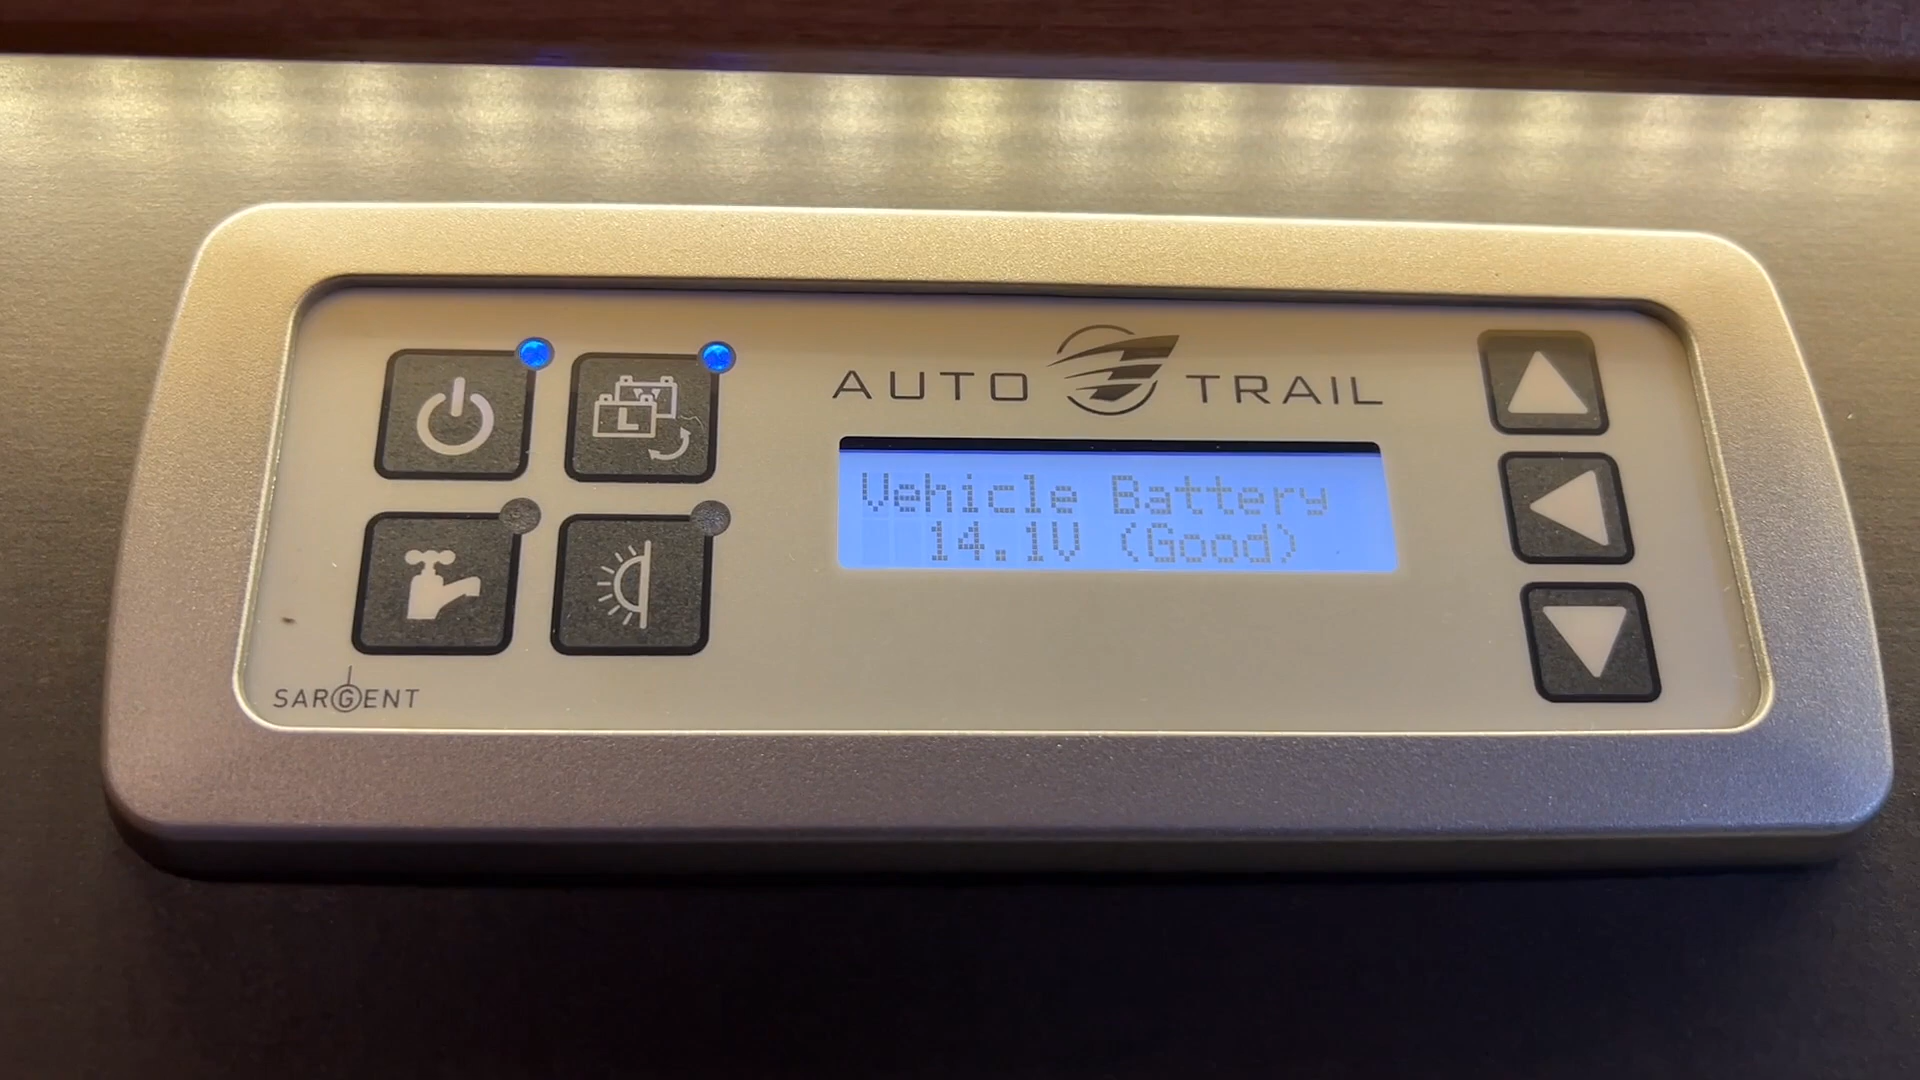 AUTO TRAIL
V
L
Vehicle Battery
14.1V (Good)
SARGENT